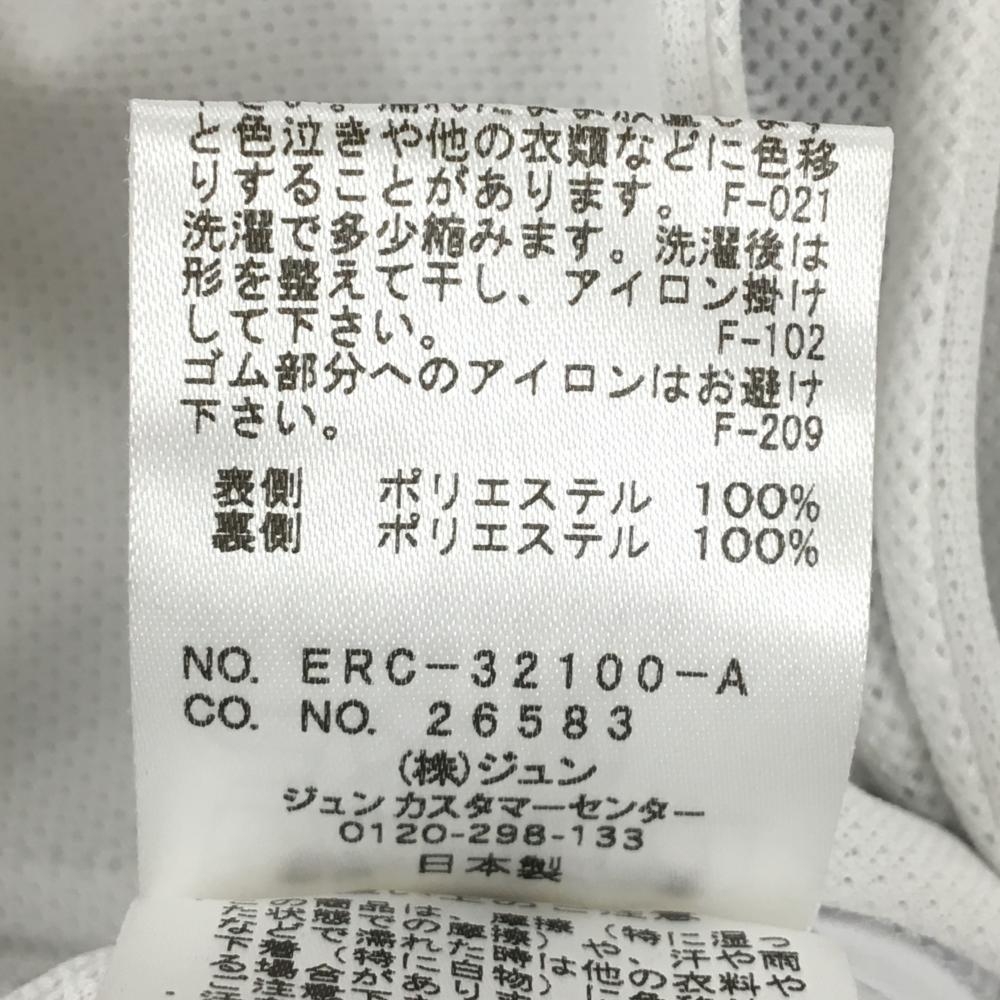 と色泣きや他の衣類などに色移
りすることがあります。 F-021
洗濯で多少縮みます。洗濯後は
形を整えて干し、アイロン掛け
して下さい。 F-102
ゴム部分へのアイロンはお避け
下さい。 F-209
表側 ポリエステル 100%
裏側 ポリエステル 100%
NO. ERC-32100-A
CO. NO. 26583
(株)ジュン
ジュンカスタマーセンター
0120-298-133
日本製